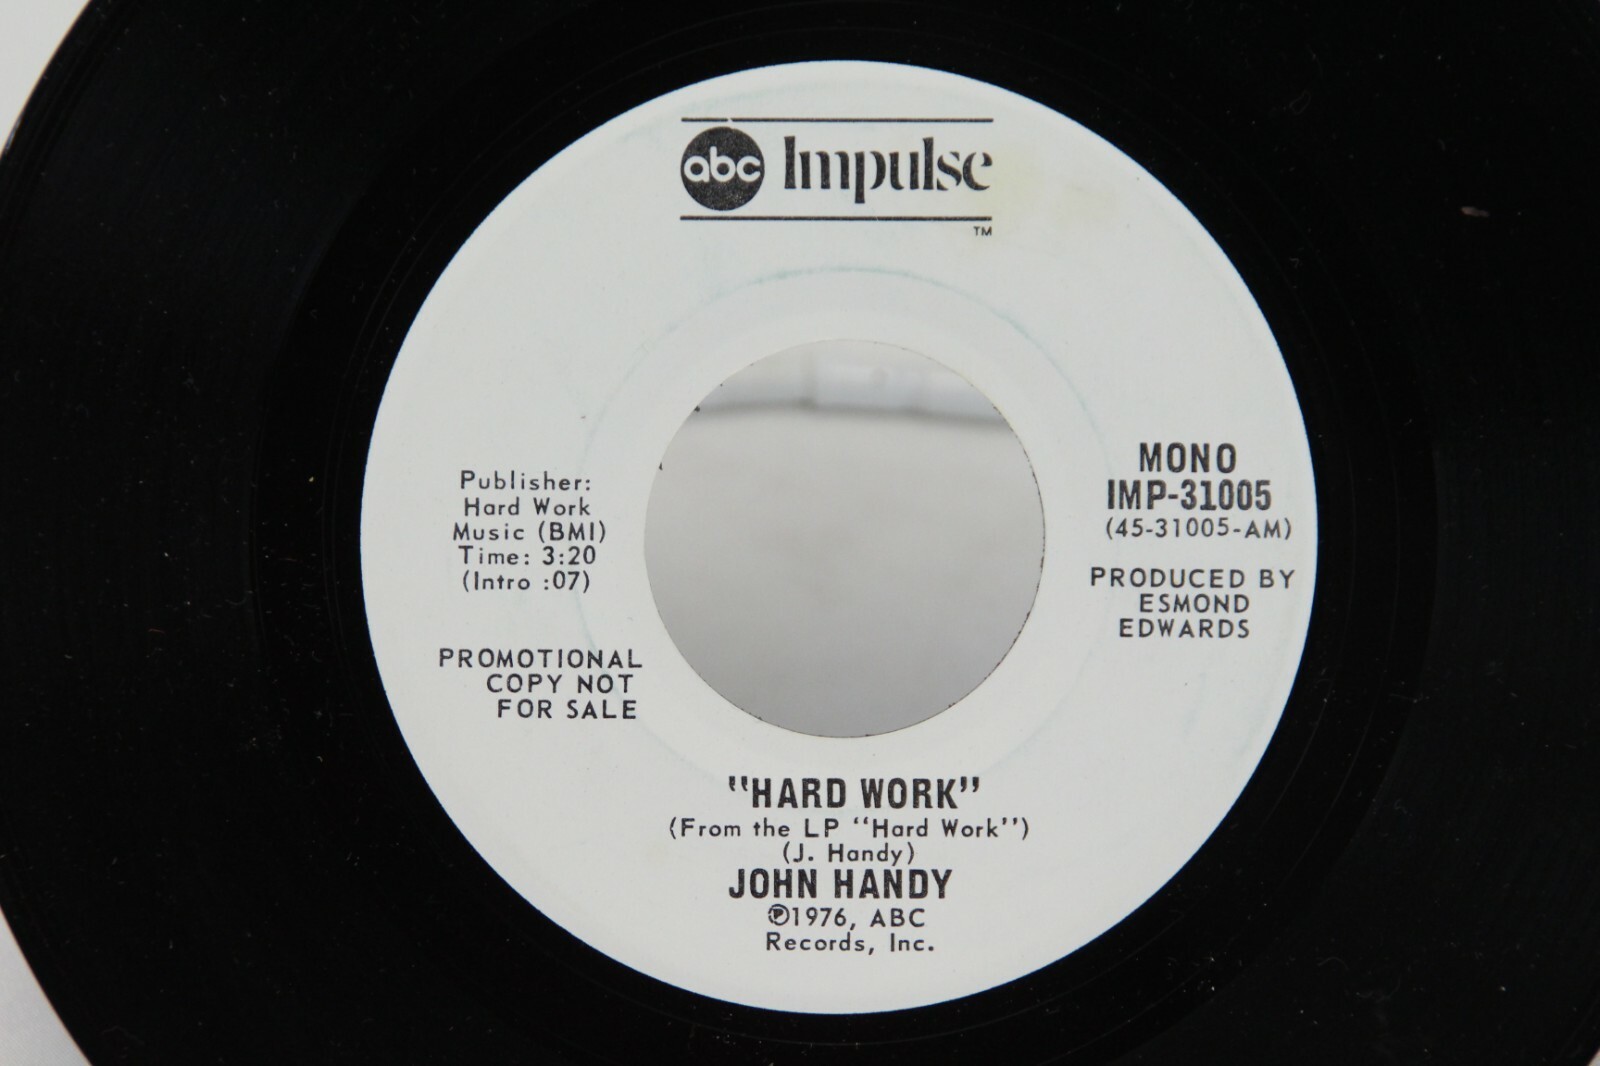 abc Impulse
TM
Publisher:
Hard Work
Music (BMI)
Time: 3:20
(Intro :07)
PROMOTIONAL
COPY NOT
FOR SALE
MONO
IMP-31005
(45-31005-AM)
PRODUCED BY
ESMOND
EDWARDS
"HARD WORK"
(From the LP "Hard Work")
(J. Handy)
JOHN HANDY
℗1976, ABC
Records, Inc.